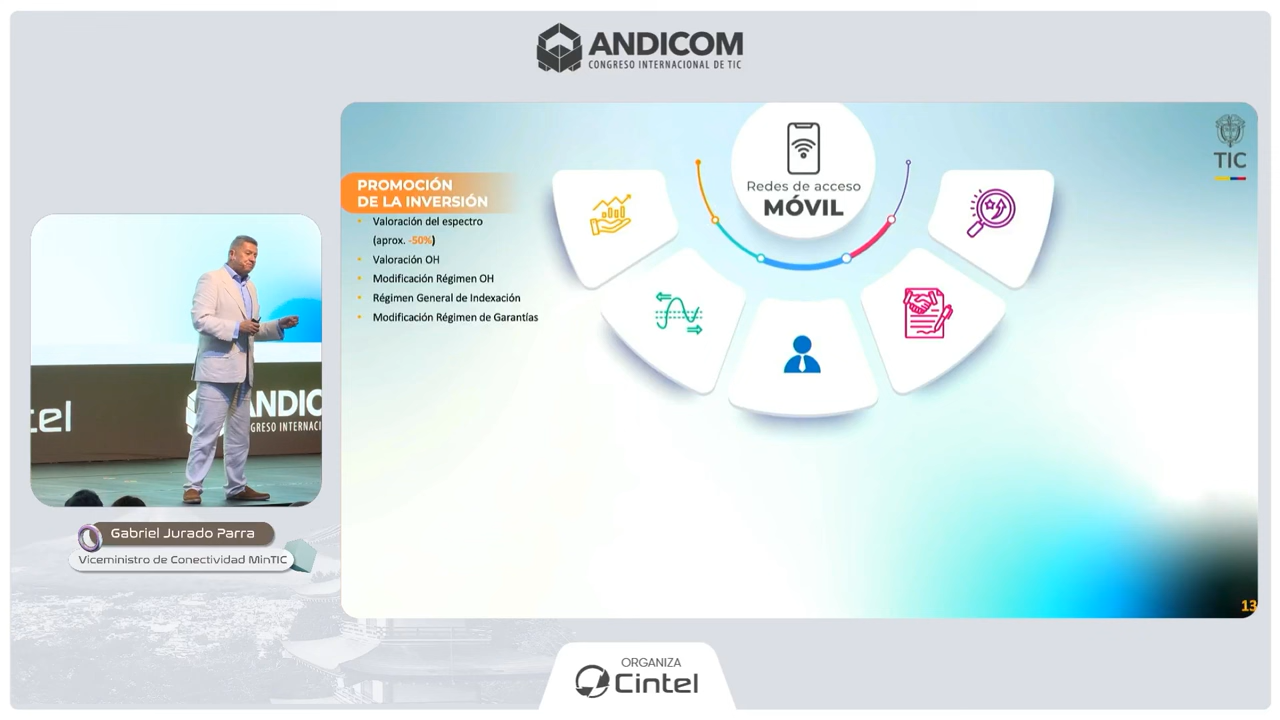 ANDICOM
CONGRESO INTERNACIONAL DE TIC
TIC
PROMOCIÓN
DE LA INVERSIÓN
• Valoración del espectro
(aprox. -50%)
• Valoración OH
• Modificación Régimen OH
• Régimen General de Indexación
• Modificación Régimen de Garantías
Redes de acceso
MÓVIL
13
tel
ANDIC
GRESO INTERNACI
Gabriel Jurado Parra
Viceministro de Conectividad MinTIC
ORGANIZA
Cintel